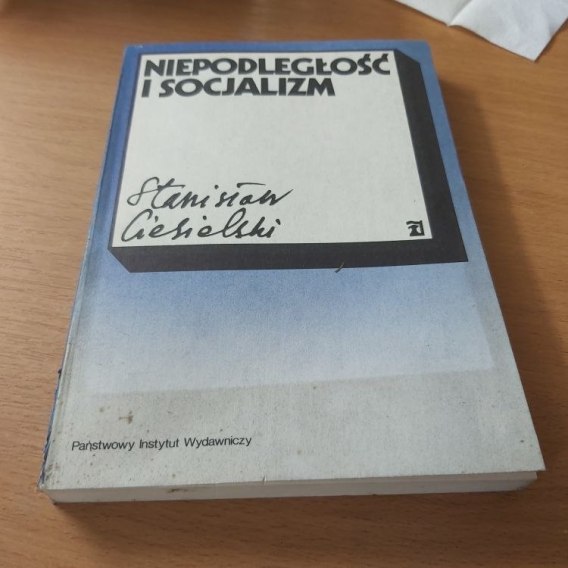 NIEPODLEGŁOŚĆ
I SOCJALIZM
Stanisław
Ciesielski
Państwowy Instytut Wydawniczy